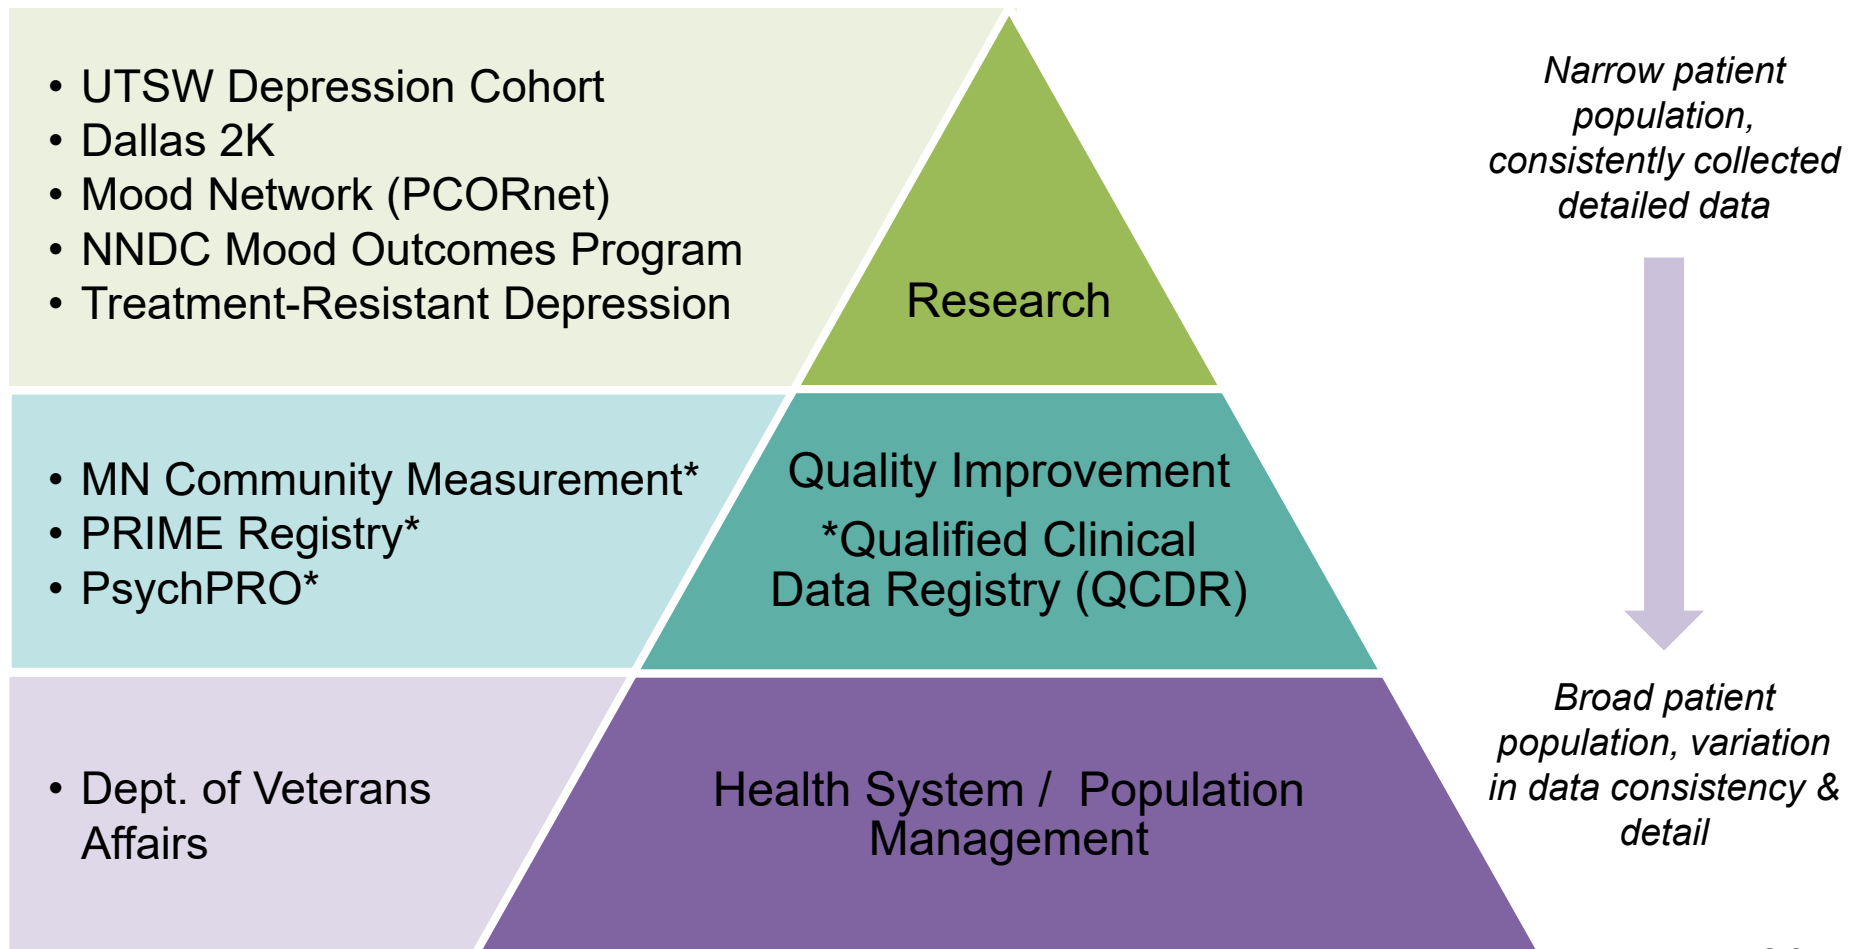 • UTSW Depression Cohort
• Dallas 2K
• Mood Network (PCORnet)
• NNDC Mood Outcomes Program
• Treatment-Resistant Depression
Research
Narrow patient
population,
consistently collected
detailed data
• MN Community Measurement*
• PRIME Registry*
• PsychPRO*
Quality Improvement
*Qualified Clinical
Data Registry (QCDR)
• Dept. of Veterans
Affairs
Health System / Population
Management
Broad patient
population, variation
in data consistency &
detail